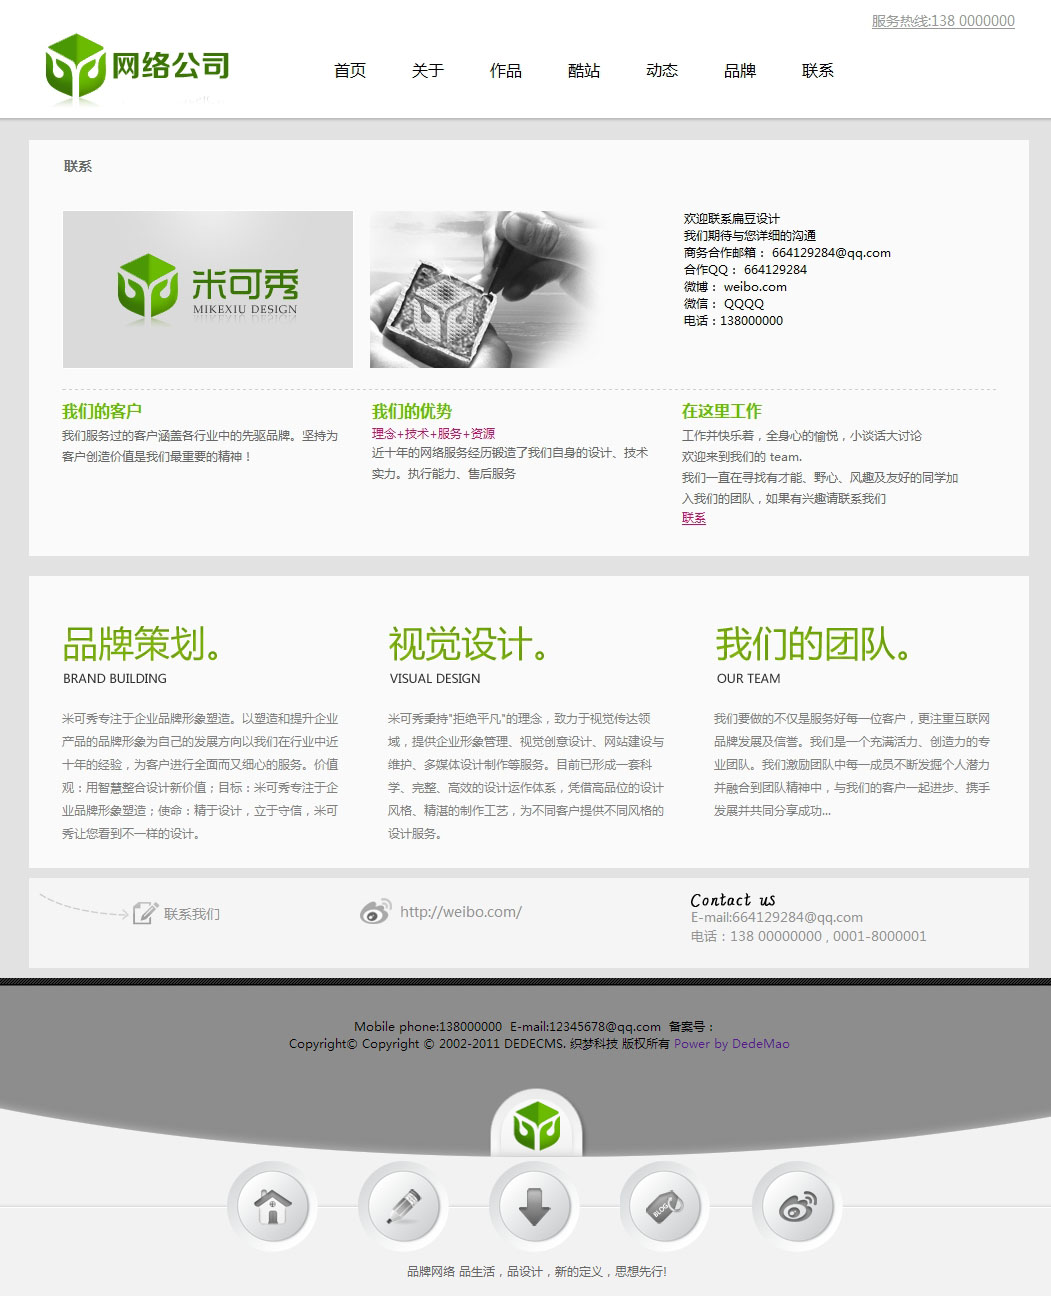 服务热线:138 0000000
网络公司
首页 关于 作品 酷站 动态 品牌 联系
联系
米可秀
MIKEXIU DESIGN
欢迎联系扁豆设计
我们期待与您详细的沟通
商务合作邮箱： 664129284@qq.com
合作QQ： 664129284
微博： weibo.com
微信： QQQQ
电话：138000000
我们的客户
我们服务过的客户涵盖各行业中的先驱品牌。坚持为
客户创造价值是我们最重要的精神！
我们的优势
理念+技术+服务+资源
近十年的网络服务经历锻造了我们自身的设计、技术
实力。执行能力、售后服务
在这里工作
工作并快乐着，全身心的愉悦，小谈话大讨论
欢迎来到我们的 team.
我们一直在寻找有才能、野心、风趣及友好的同学加
入我们的团队，如果有兴趣请联系我们
联系
品牌策划。
BRAND BUILDING
米可秀专注于企业品牌形象塑造。以塑造和提升企业
产品的品牌形象为自己的发展方向以我们在行业中近
十年的经验，为客户进行全面而又细心的服务。价值
观：用智慧整合设计新价值；目标：米可秀专注于企
业品牌形象塑造；使命：精于设计，立于守信，米可
秀让您看到不一样的设计。
视觉设计。
VISUAL DESIGN
米可秀秉持"拒绝平凡"的理念，致力于视觉传达领
域，提供企业形象管理、视觉创意设计、网站建设与
维护、多媒体设计制作等服务。目前已形成一套科
学、完整、高效的设计运作体系，凭借高品位的设计
风格、精湛的制作工艺，为不同客户提供不同风格的
设计服务。
我们的团队。
OUR TEAM
我们要做的不仅是服务好每一位客户，更注重互联网
品牌发展及信誉。我们是一个充满活力、创造力的专
业团队。我们激励团队中每一成员不断发掘个人潜力
并融合到团队精神中，与我们的客户一起进步、携手
发展并共同分享成功...
联系我们
http://weibo.com/
Contact us
E-mail:664129284@qq.com
电话：138 00000000 , 0001-8000001
Mobile phone:138000000 E-mail:12345678@qq.com 备案号：
Copyright© Copyright © 2002-2011 DEDECMS. 织梦科技 版权所有 Power by DedeMao
BLOG
品牌网络 品生活，品设计，新的定义，思想先行!